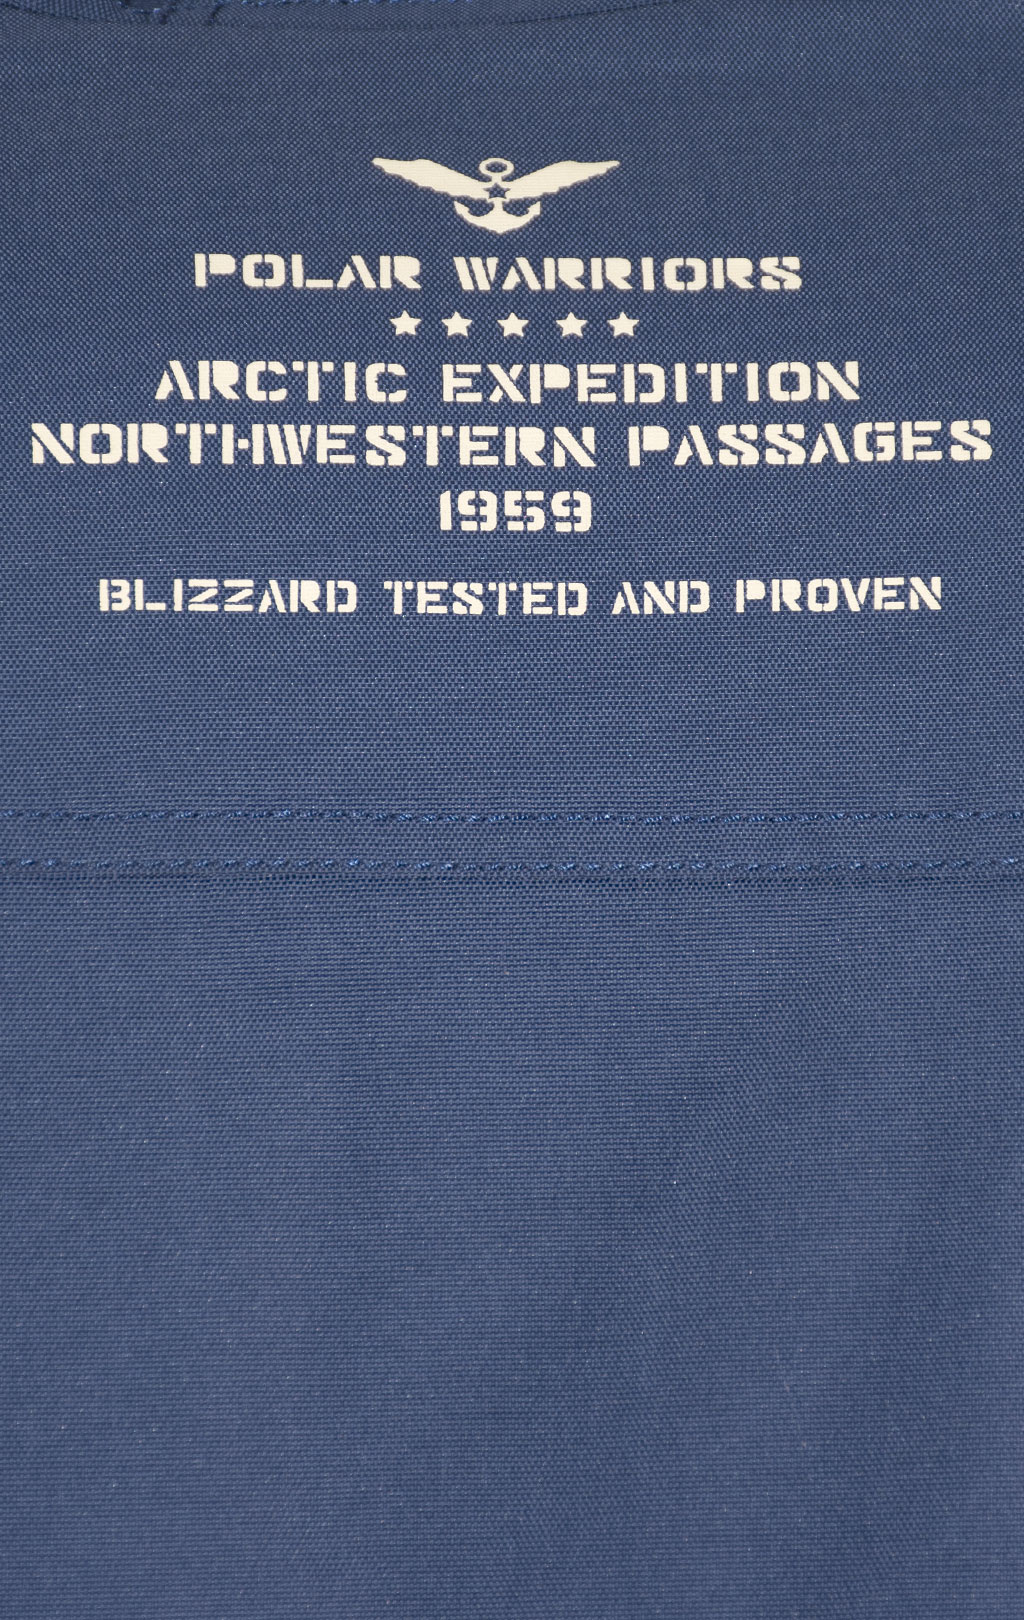 POLAR WARRIORS
ARCTIC EXPEDITION
NORTHWESTERN PASSAGES
1959
BLIZZARD TESTED AND PROVEN